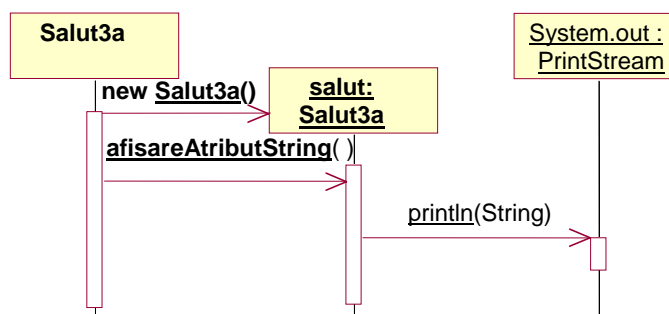 Salut3a
System.out :
PrintStream
new Salut3a()
salut:
Salut3a
afisareAtributString( )
println(String)